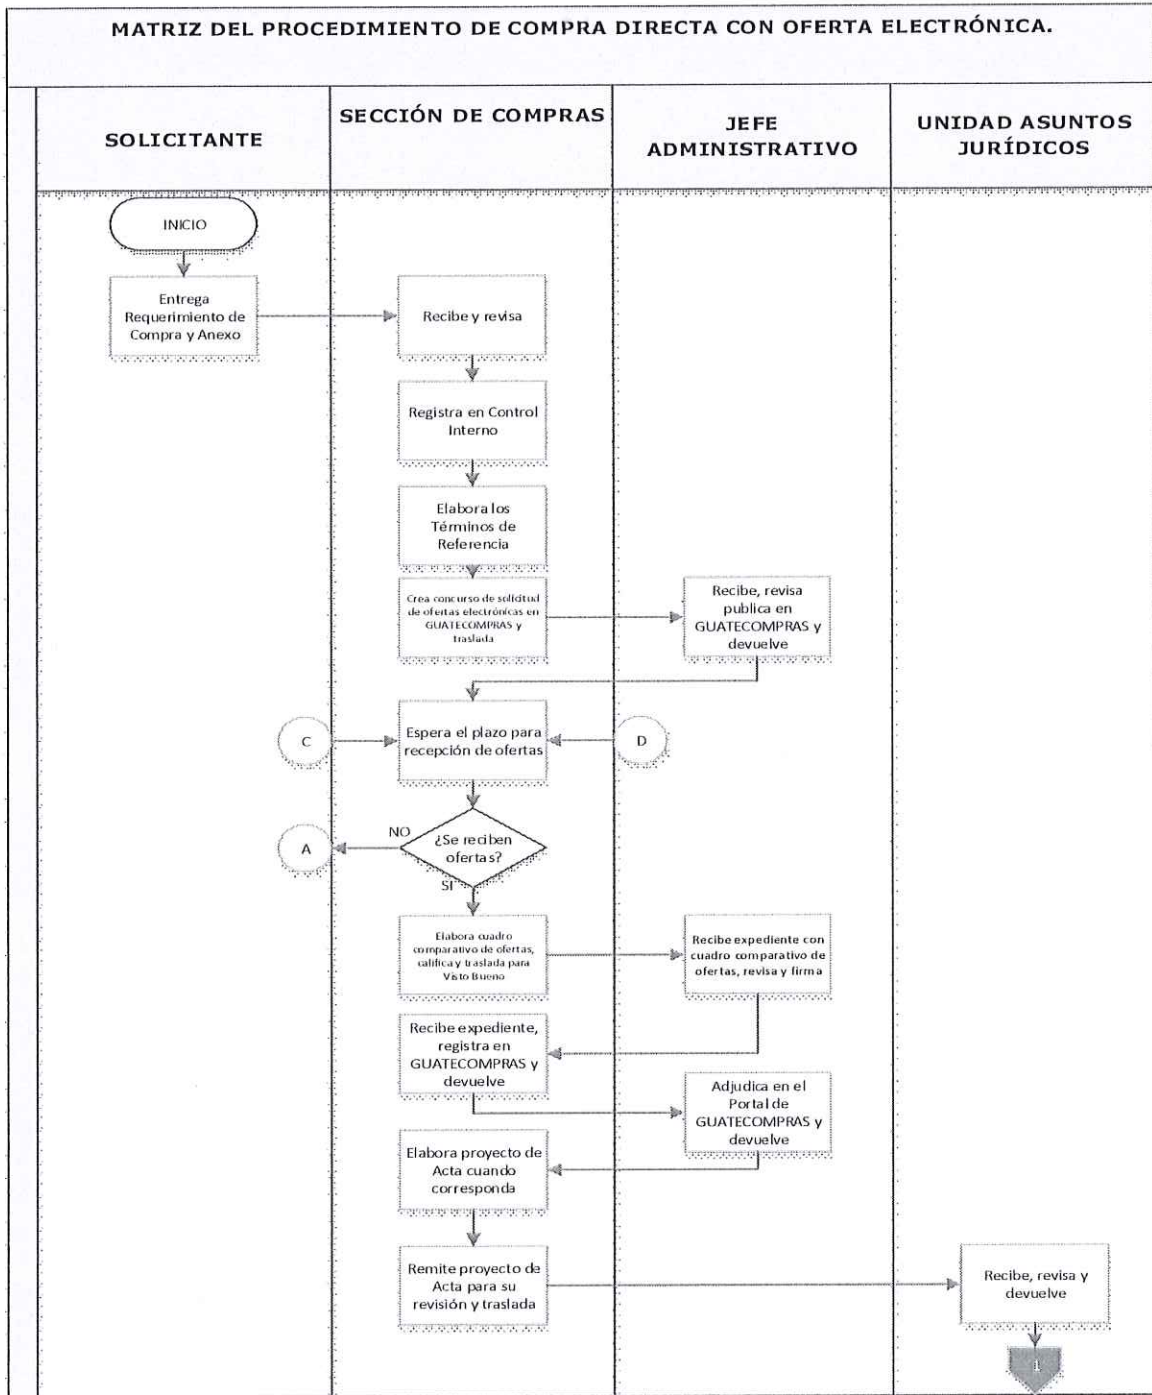 MATRIZ DEL PROCEDIMIENTO DE COMPRA DIRECTA CON OFERTA ELECTRÓNICA.
SOLICITANTE
SECCIÓN DE COMPRAS
JEFE
ADMINISTRATIVO
UNIDAD ASUNTOS
JURÍDICOS
INICIO
Entrega
Requerimiento de
Compra y Anexo
Recibe y revisa
Registra en Control
Interno
Elabora los
Términos de
Referencia
Crea concurso de solicitud
de ofertas electrónicas en
GUATECOMPRAS y
traslada
Recibe, revisa
publica en
GUATECOMPRAS y
devuelve
C
Espera el plazo para
recepción de ofertas
D
A
NO
¿Se reciben
ofertas?
SI
Elabora cuadro
comparativo de ofertas,
califica y traslada para
Visto Bueno
Recibe expediente con
cuadro comparativo de
ofertas, revisa y firma
Recibe expediente,
registra en
GUATECOMPRAS y
devuelve
Adjudica en el
Portal de
GUATECOMPRAS y
devuelve
Elabora proyecto de
Acta cuando
corresponda
Remite proyecto de
Acta para su
revisión y traslada
Recibe, revisa y
devuelve
1